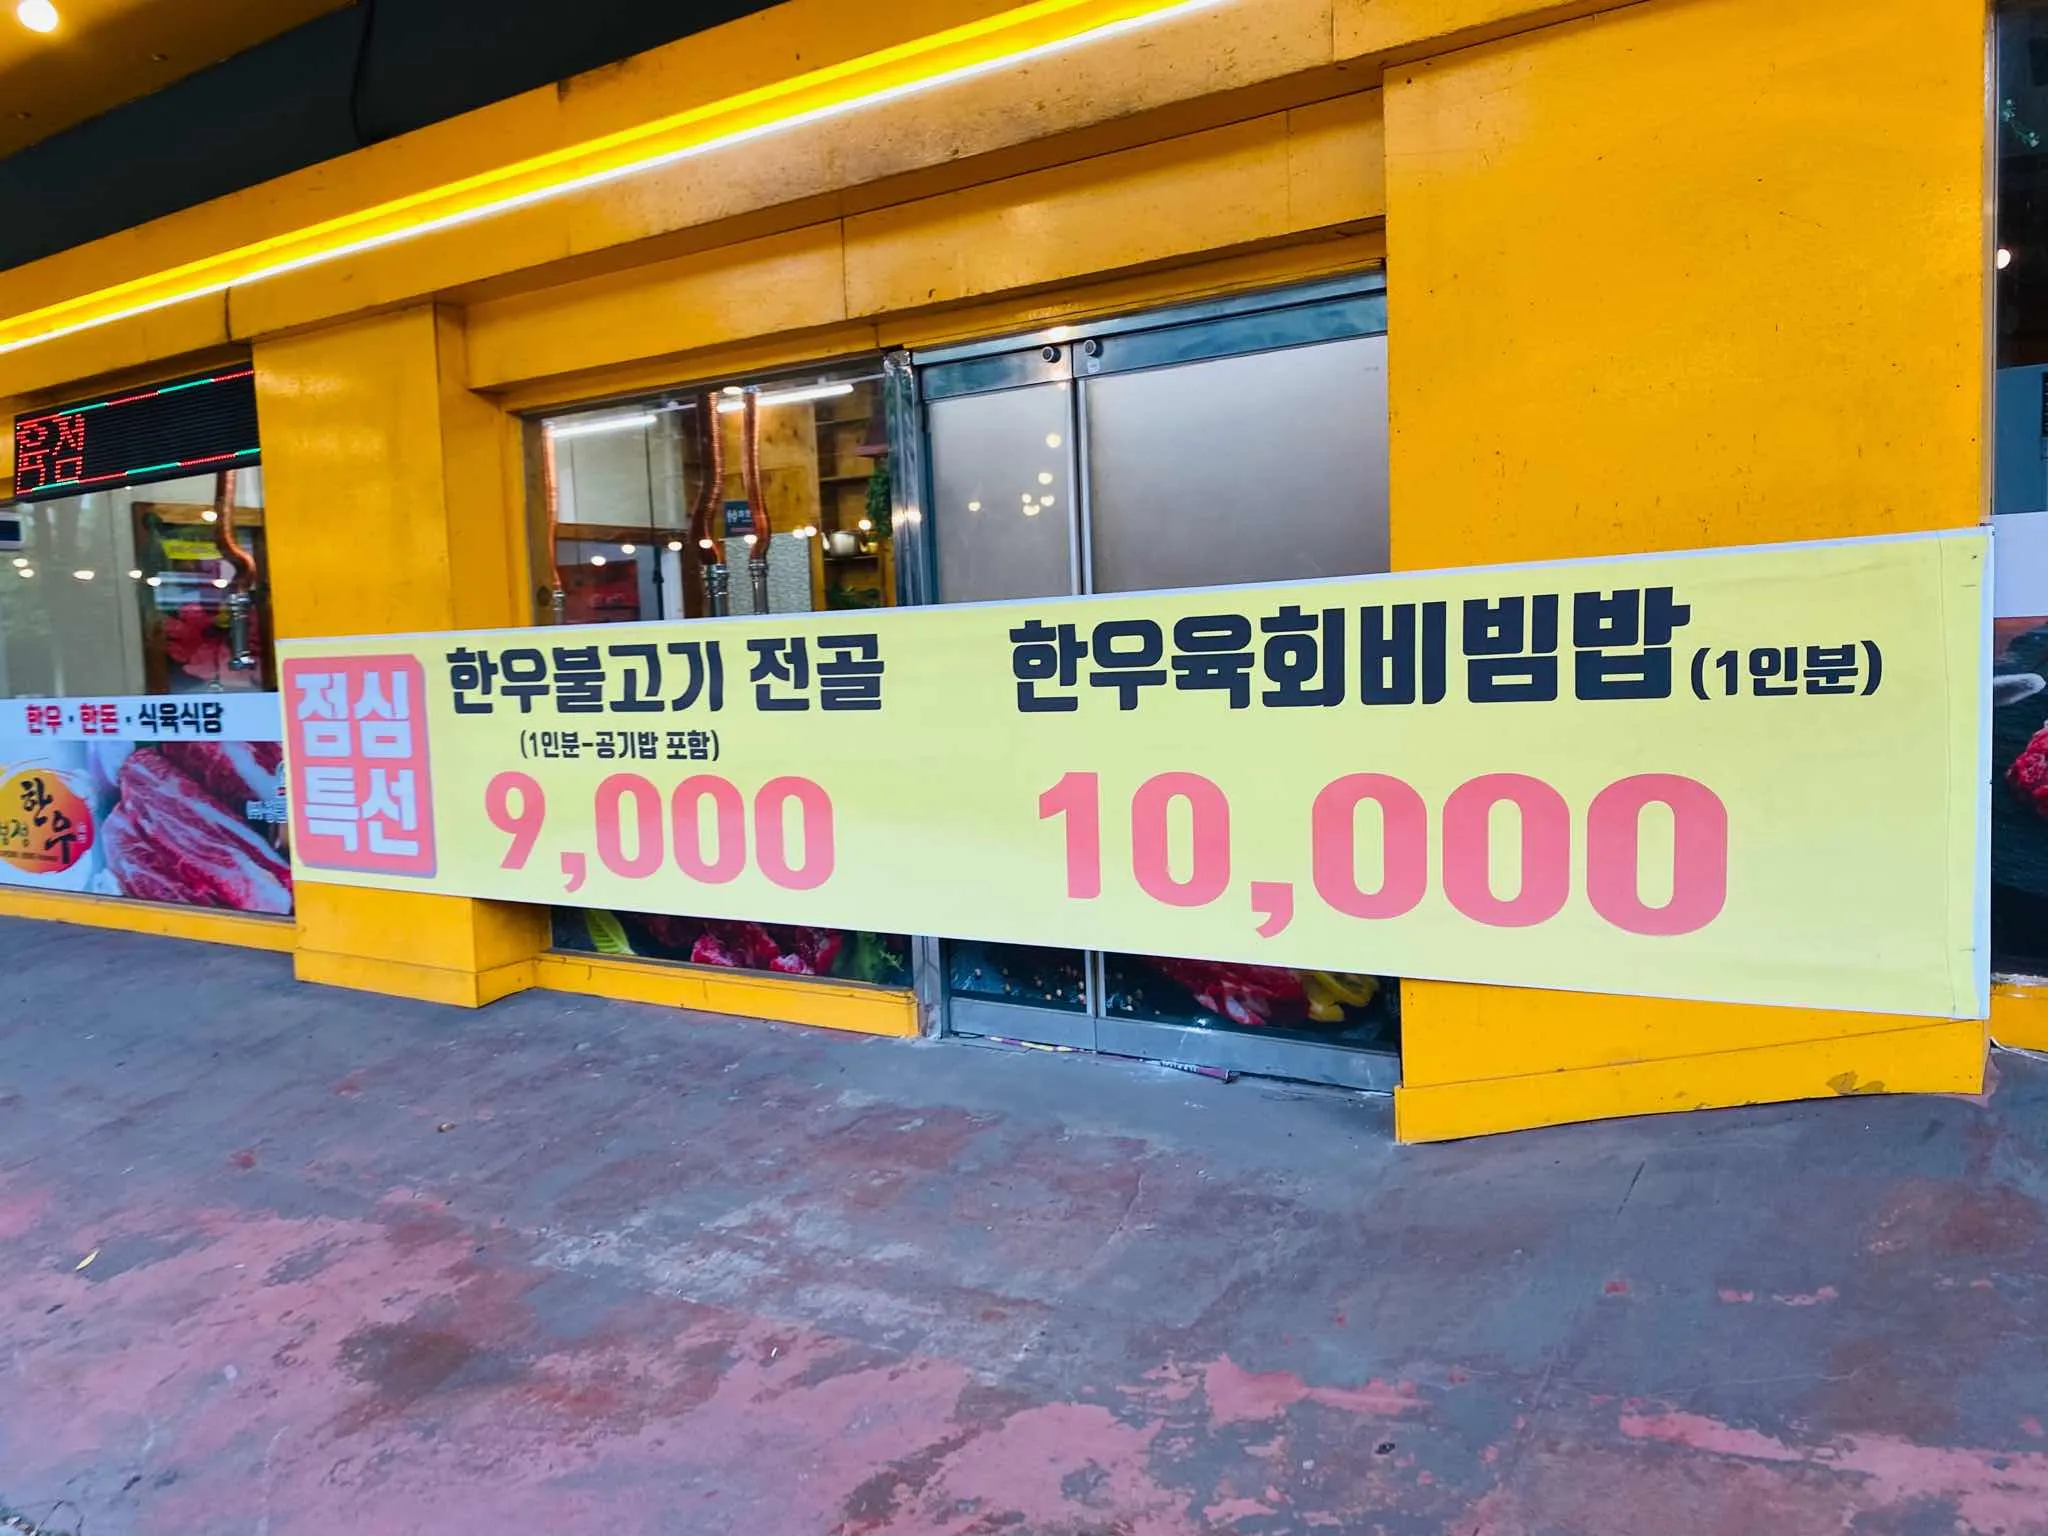 육점
한우·한돈·식육식당
한우
점심
특선
한우불고기 전골
(1인분-공기밥 포함)
9,000
한우육회비빔밥(1인분)
10,000